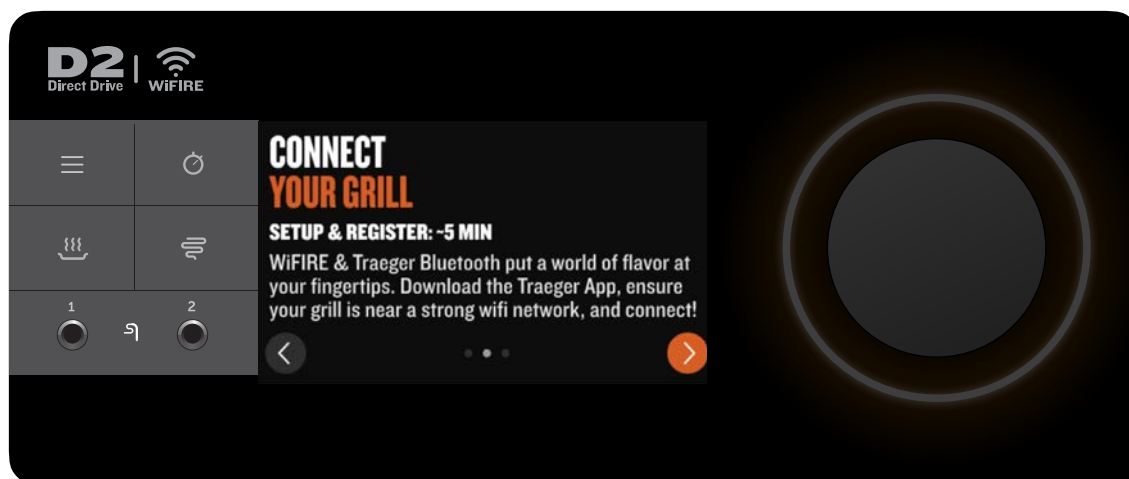 D2
Direct Drive
WiFIRE
CONNECT
YOUR GRILL
SETUP & REGISTER: ~5 MIN
WiFIRE & Traeger Bluetooth put a world of flavor at
your fingertips. Download the Traeger App, ensure
your grill is near a strong wifi network, and connect!
1
2